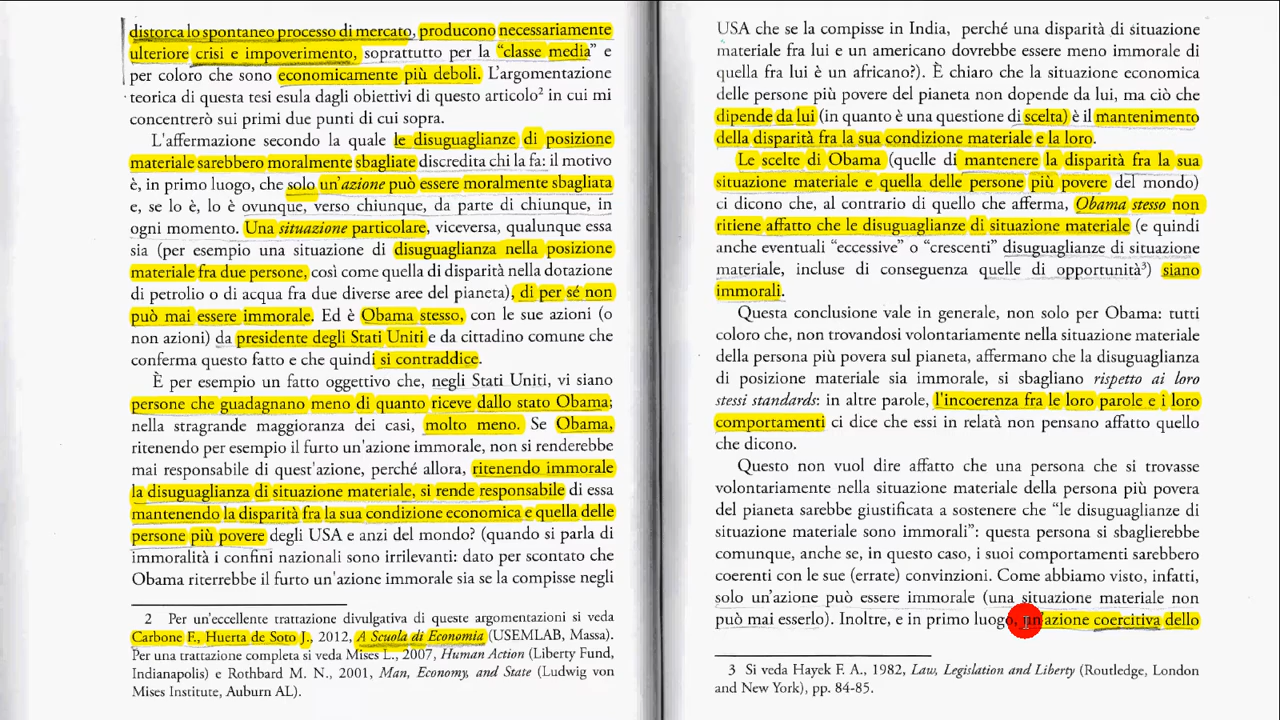 distorca lo spontaneo processo di mercato, producono necessariamente
ulteriore crisi e impoverimento, soprattutto per la “classe media” e
per coloro che sono economicamente più deboli. L'argomentazione
teorica di questa tesi esula dagli obiettivi di questo articolo² in cui mi
concentrerò sui primi due punti di cui sopra.
L'affermazione secondo la quale le disuguaglianze di posizione
materiale sarebbero moralmente sbagliate discredita chi la fa: il motivo
è, in primo luogo, che solo un'azione può essere moralmente sbagliata
e, se lo è, lo è ovunque, verso chiunque, da parte di chiunque, in
ogni momento. Una situazione particolare, viceversa, qualunque essa
sia (per esempio una situazione di disuguaglianza nella posizione
materiale fra due persone, così come quella di disparità nella dotazione
di petrolio o di acqua fra due diverse aree del pianeta), di per sé non
può mai essere immorale. Ed è Obama stesso, con le sue azioni (o
non azioni) da presidente degli Stati Uniti e da cittadino comune che
conferma questo fatto e che quindi si contraddice.
È per esempio un fatto oggettivo che, negli Stati Uniti, vi siano
persone che guadagnano meno di quanto riceve dallo stato Obama;
nella stragrande maggioranza dei casi, molto meno. Se Obama,
ritenendo per esempio il furto un'azione immorale, non si renderebbe
mai responsabile di quest'azione, perché allora, ritenendo immorale
la disuguaglianza di situazione materiale, si rende responsabile di essa
mantenendo la disparità fra la sua condizione economica e quella delle
persone più povere degli USA e anzi del mondo? (quando si parla di
immoralità i confini nazionali sono irrilevanti: dato per scontato che
Obama riterrebbe il furto un'azione immorale sia se la compisse negli
2 Per un'eccellente trattazione divulgativa di queste argomentazioni si veda
Carbone F., Huerta de Soto J., 2012, A Scuola di Economia (USEMLAB, Massa).
Per una trattazione completa si veda Mises L., 2007, Human Action (Liberty Fund,
Indianapolis) e Rothbard M. N., 2001, Man, Economy, and State (Ludwig von
Mises Institute, Auburn AL).
USA che se la compisse in India, perché una disparità di situazione
materiale fra lui e un americano dovrebbe essere meno immorale di
quella fra lui è un africano?). È chiaro che la situazione economica
delle persone più povere del pianeta non dopende da lui, ma ciò che
dipende da lui (in quanto è una questione di scelta) è il mantenimento
della disparità fra la sua condizione materiale e la loro.
Le scelte di Obama (quelle di mantenere la disparità fra la sua
situazione materiale e quella delle persone più povere del mondo)
ci dicono che, al contrario di quello che afferma, Obama stesso non
ritiene affatto che le disuguaglianze di situazione materiale (e quindi
anche eventuali “eccessive” o “crescenti” disuguaglianze di situazione
materiale, incluse di conseguenza quelle di opportunità³) siano
immorali.
Questa conclusione vale in generale, non solo per Obama: tutti
coloro che, non trovandosi volontariamente nella situazione materiale
della persona più povera sul pianeta, affermano che la disuguaglianza
di posizione materiale sia immorale, si sbagliano rispetto ai loro
stessi standards: in altre parole, l'incoerenza fra le loro parole e i loro
comportamenti ci dice che essi in relatà non pensano affatto quello
che dicono.
Questo non vuol dire affatto che una persona che si trovasse
volontariamente nella situazione materiale della persona più povera
del pianeta sarebbe giustificata a sostenere che “le disuguaglianze di
situazione materiale sono immorali”: questa persona si sbaglierebbe
comunque, anche se, in questo caso, i suoi comportamenti sarebbero
coerenti con le sue (errate) convinzioni. Come abbiamo visto, infatti,
solo un'azione può essere immorale (una situazione materiale non
può mai esserlo). Inoltre, e in primo luogo, un'azione coercitiva dello
3 Si veda Hayek F. A., 1982, Law, Legislation and Liberty (Routledge, London
and New York), pp. 84-85.